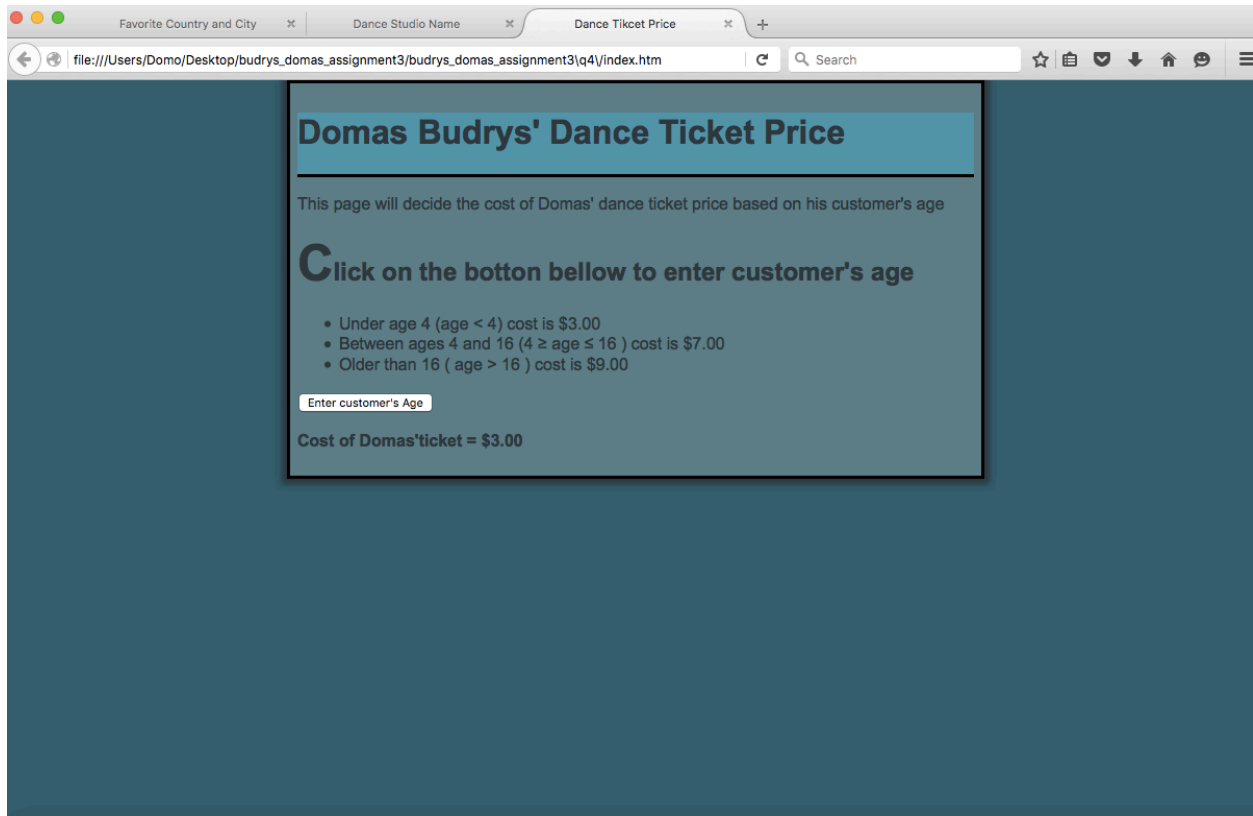 Favorite Country and City
Dance Studio Name
Dance Tikcet Price
file:///Users/Domo/Desktop/budrys_domas_assignment3/budrys_domas_assignment3\q4\/index.htm
Search
Domas Budrys' Dance Ticket Price
This page will decide the cost of Domas' dance ticket price based on his customer's age
Click on the botton bellow to enter customer's age
• Under age 4 (age < 4) cost is $3.00
• Between ages 4 and 16 (4 ≥ age ≤ 16 ) cost is $7.00
• Older than 16 ( age > 16 ) cost is $9.00
Enter customer's Age
Cost of Domas'ticket = $3.00